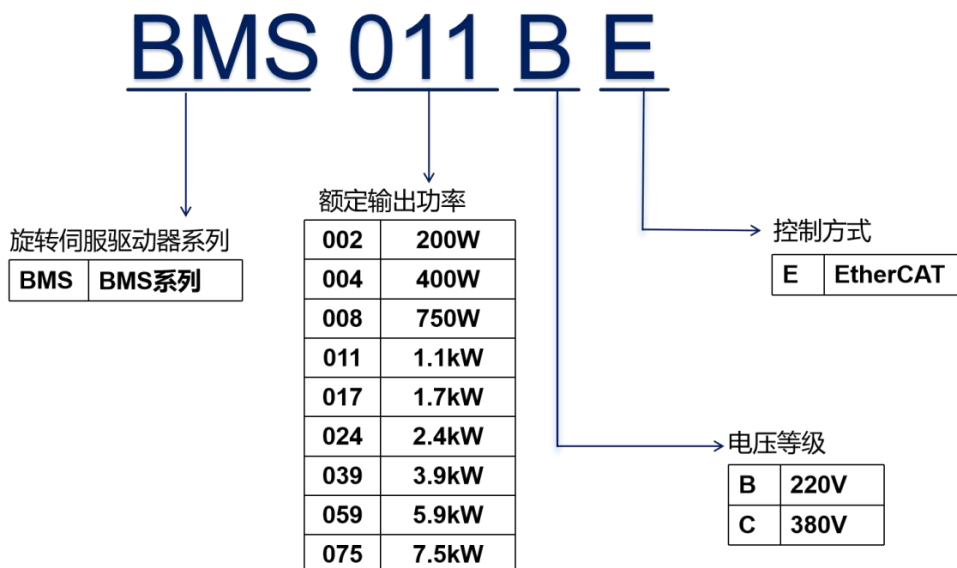 BMS 011 B E
旋转伺服驱动器系列
BMS BMS系列
额定输出功率
002 200W
004 400W
008 750W
011 1.1kW
017 1.7kW
024 2.4kW
039 3.9kW
059 5.9kW
075 7.5kW
控制方式
E EtherCAT
电压等级
B 220V
C 380V